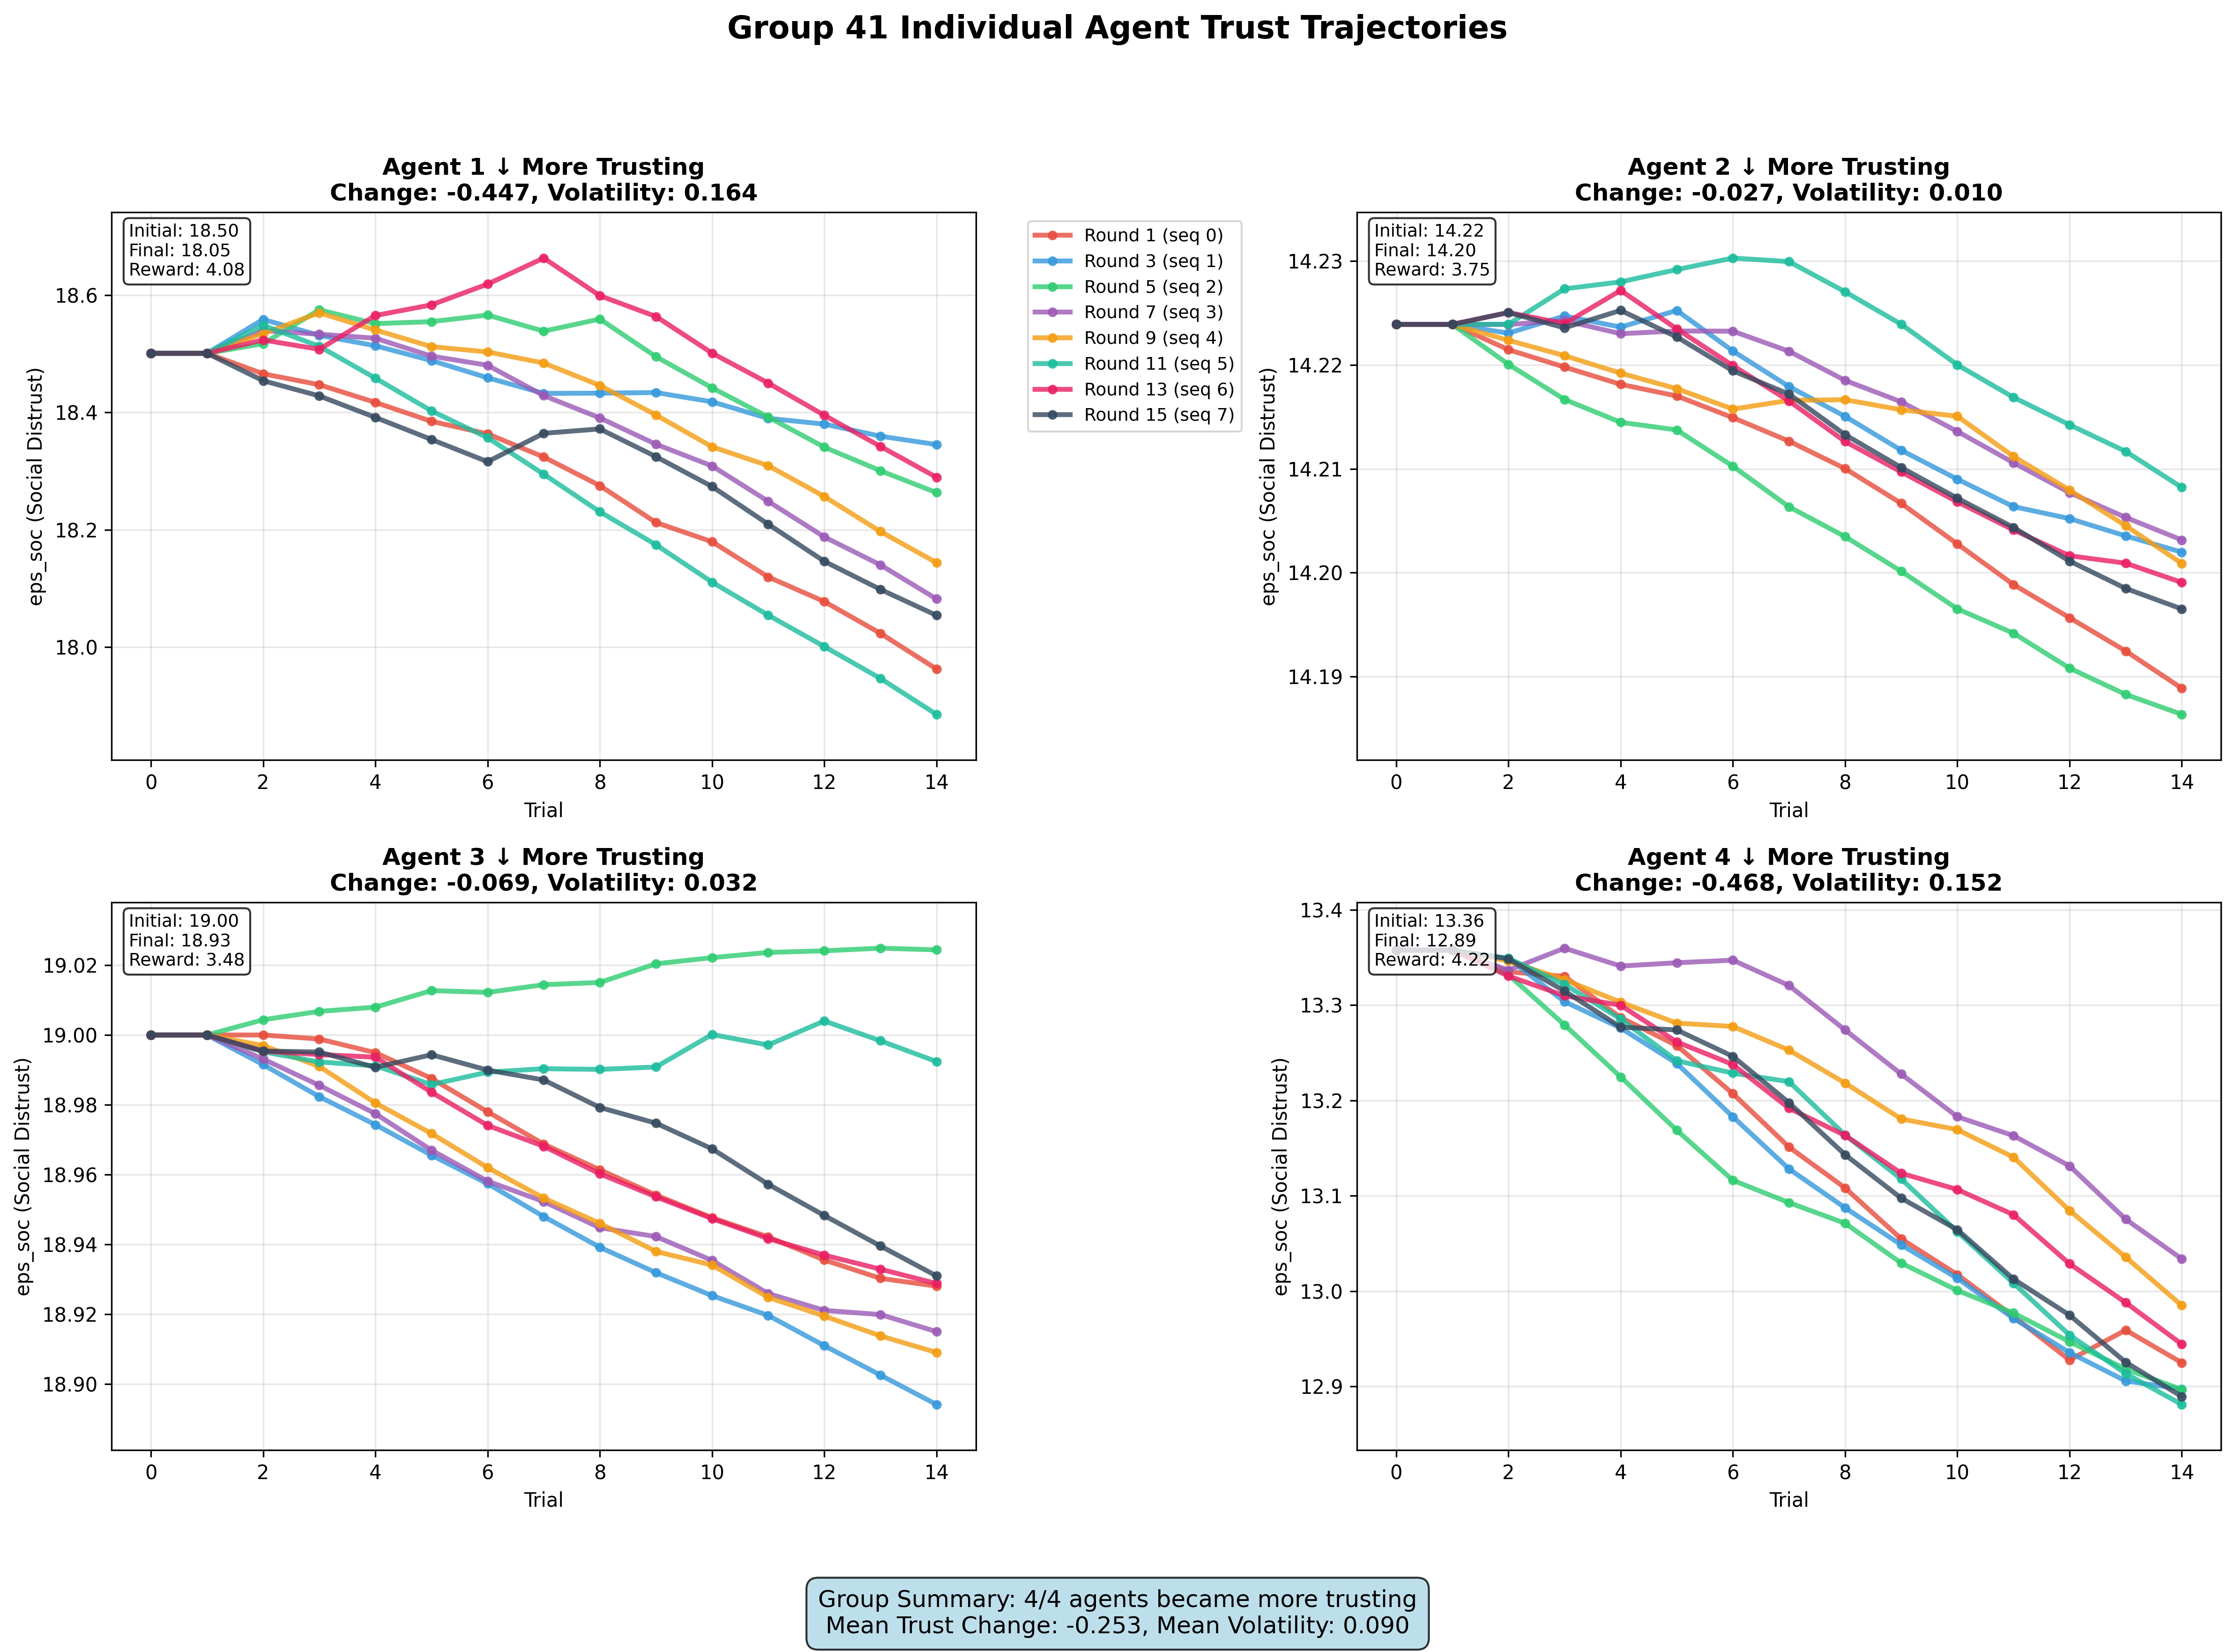 Group 41 Individual Agent Trust Trajectories
Agent 1 ↓ More Trusting
Change: -0.447, Volatility: 0.164
Initial: 18.50
Final: 18.05
Reward: 4.08
18.6
18.4
18.2
18.0
eps_soc (Social Distrust)
0 2 4 6 8 10 12 14
Trial
Round 1 (seq 0)
Round 3 (seq 1)
Round 5 (seq 2)
Round 7 (seq 3)
Round 9 (seq 4)
Round 11 (seq 5)
Round 13 (seq 6)
Round 15 (seq 7)
Agent 2 ↓ More Trusting
Change: -0.027, Volatility: 0.010
Initial: 14.22
Final: 14.20
Reward: 3.75
14.23
14.22
14.21
14.20
14.19
eps_soc (Social Distrust)
0 2 4 6 8 10 12 14
Trial
Agent 3 ↓ More Trusting
Change: -0.069, Volatility: 0.032
Initial: 19.00
Final: 18.93
Reward: 3.48
19.02
19.00
18.98
18.96
18.94
18.92
18.90
eps_soc (Social Distrust)
0 2 4 6 8 10 12 14
Trial
Agent 4 ↓ More Trusting
Change: -0.468, Volatility: 0.152
Initial: 13.36
Final: 12.89
Reward: 4.22
13.4
13.3
13.2
13.1
13.0
12.9
eps_soc (Social Distrust)
0 2 4 6 8 10 12 14
Trial
Group Summary: 4/4 agents became more trusting
Mean Trust Change: -0.253, Mean Volatility: 0.090